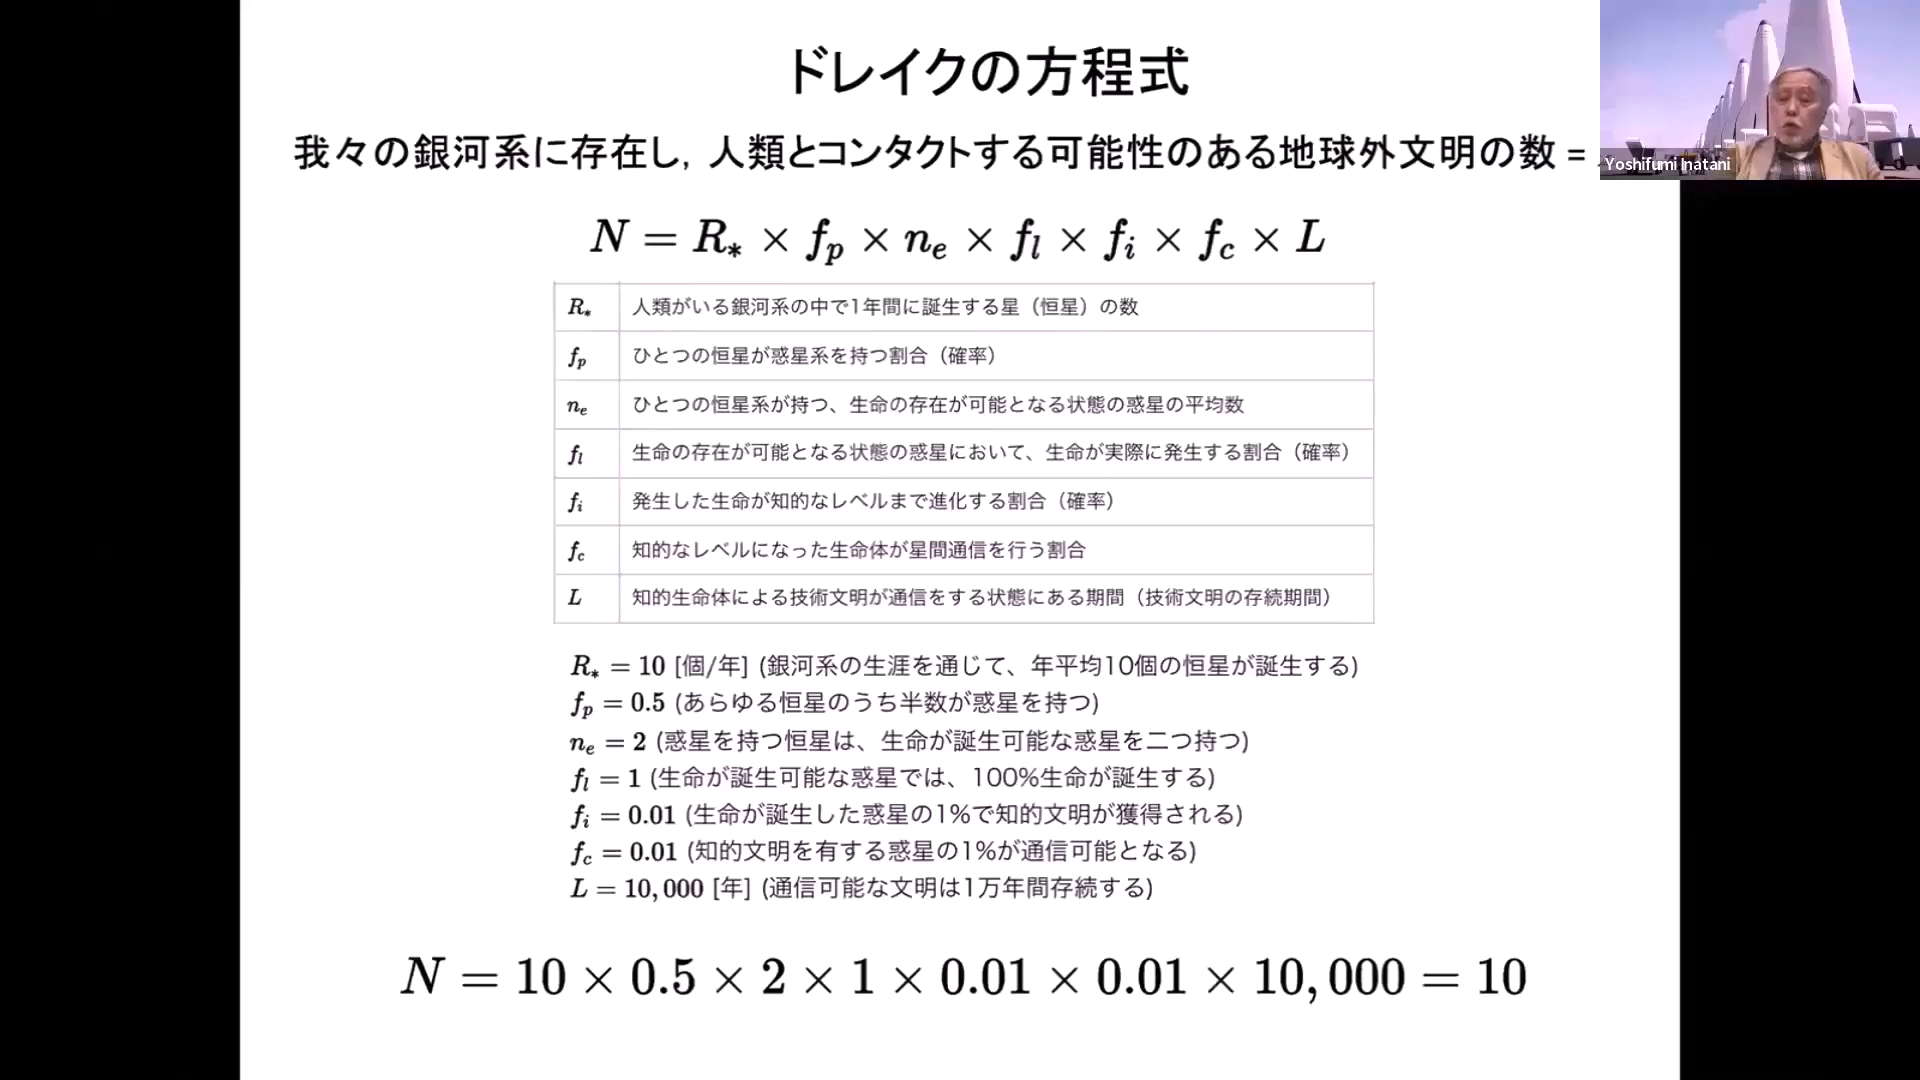 ドレイクの方程式
我々の銀河系に存在し，人類とコンタクトする可能性のある地球外文明の数 =
Yoshifumi Inatani
N = R* × fp × ne × fl × fi × fc × L
R* 人類がいる銀河系の中で1年間に誕生する星（恒星）の数
fp ひとつの恒星が惑星系を持つ割合（確率）
ne ひとつの恒星系が持つ、生命の存在が可能となる状態の惑星の平均数
fl 生命の存在が可能となる状態の惑星において、生命が実際に発生する割合（確率）
fi 発生した生命が知的なレベルまで進化する割合（確率）
fc 知的なレベルになった生命体が星間通信を行う割合
L 知的生命体による技術文明が通信をする状態にある期間（技術文明の存続期間）
R* = 10 [個/年] (銀河系の生涯を通じて、年平均10個の恒星が誕生する)
fp = 0.5 (あらゆる恒星のうち半数が惑星を持つ)
ne = 2 (惑星を持つ恒星は、生命が誕生可能な惑星を二つ持つ)
fl = 1 (生命が誕生可能な惑星では、100%生命が誕生する)
fi = 0.01 (生命が誕生した惑星の1%で知的文明が獲得される)
fc = 0.01 (知的文明を有する惑星の1%が通信可能となる)
L = 10,000 [年] (通信可能な文明は1万年間存続する)
N = 10 × 0.5 × 2 × 1 × 0.01 × 0.01 × 10,000 = 10